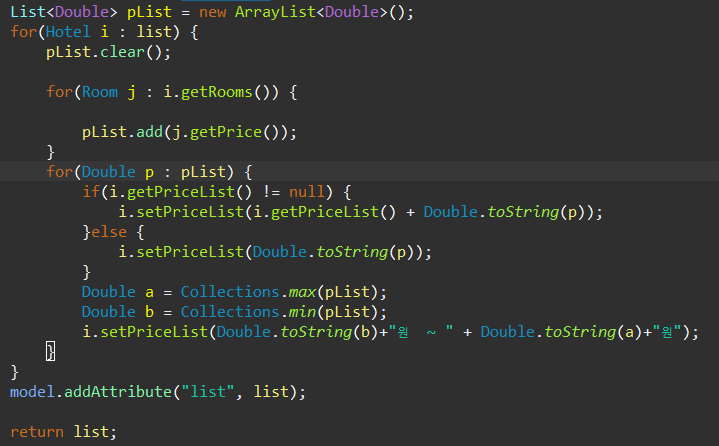 List<Double> pList = new ArrayList<Double>();
for(Hotel i : list) {
pList.clear();
for(Room j : i.getRooms()) {
pList.add(j.getPrice());
}
for(Double p : pList) {
if(i.getPriceList() != null) {
i.setPriceList(i.getPriceList() + Double.toString(p));
}else {
i.setPriceList(Double.toString(p));
}
Double a = Collections.max(pList);
Double b = Collections.min(pList);
i.setPriceList(Double.toString(b)+"원  ~ " + Double.toString(a)+"원");
}
}
model.addAttribute("list", list);
return list;